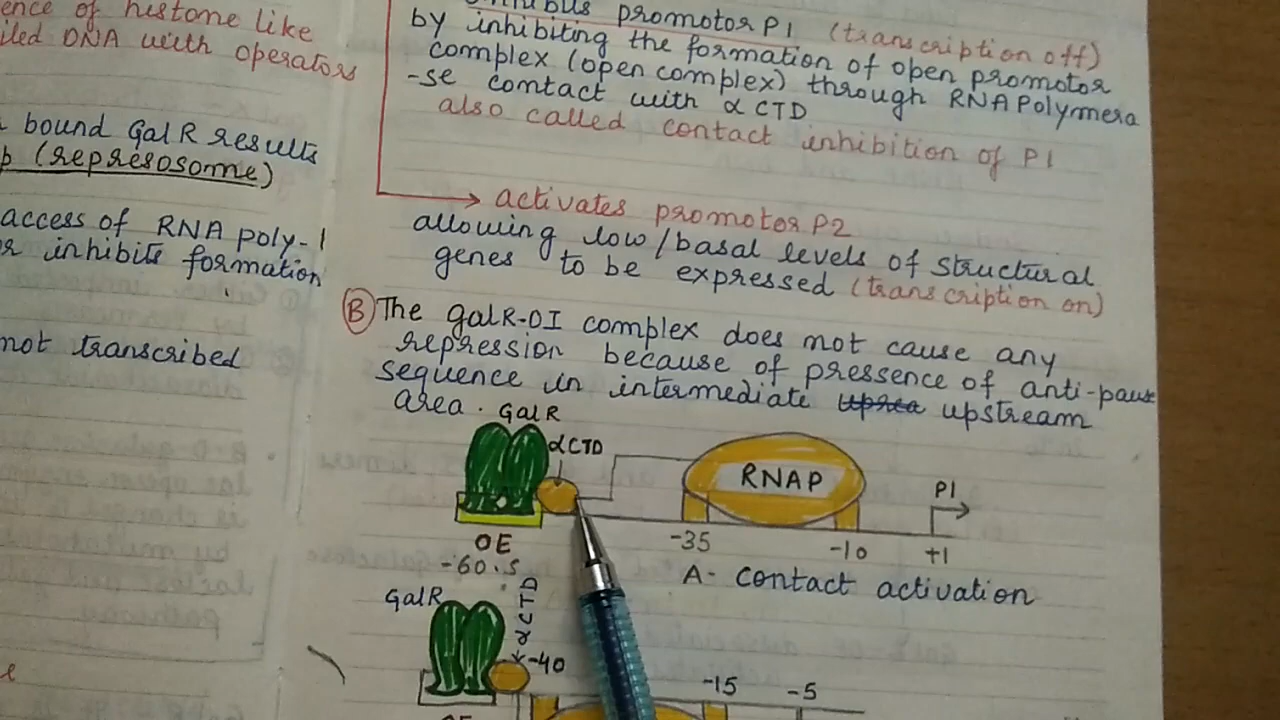 ence of histome like
iled DNA with operators
bound GalR results
(represosome)
access of RNA poly-
r inhibits formation
not transcribed
promotor P1 (transcription off)
by inhibiting the formation of open promotor
complex (open complex) through RNA Polymera
-se contact with αCTD
also called contact inhibition of P1
activates promotor P2
allowing low/basal levels of structural
genes to be expressed (transcription on)
B The galR-OI complex does not cause any
repression because of pressence of anti-pause
sequence in intermediate upstream
area.
GalR
αCTD
RNAP
P1
OE
-60.5
-35
-10
+1
A- contact activation
GalR
αCTD
-40
-15
-5